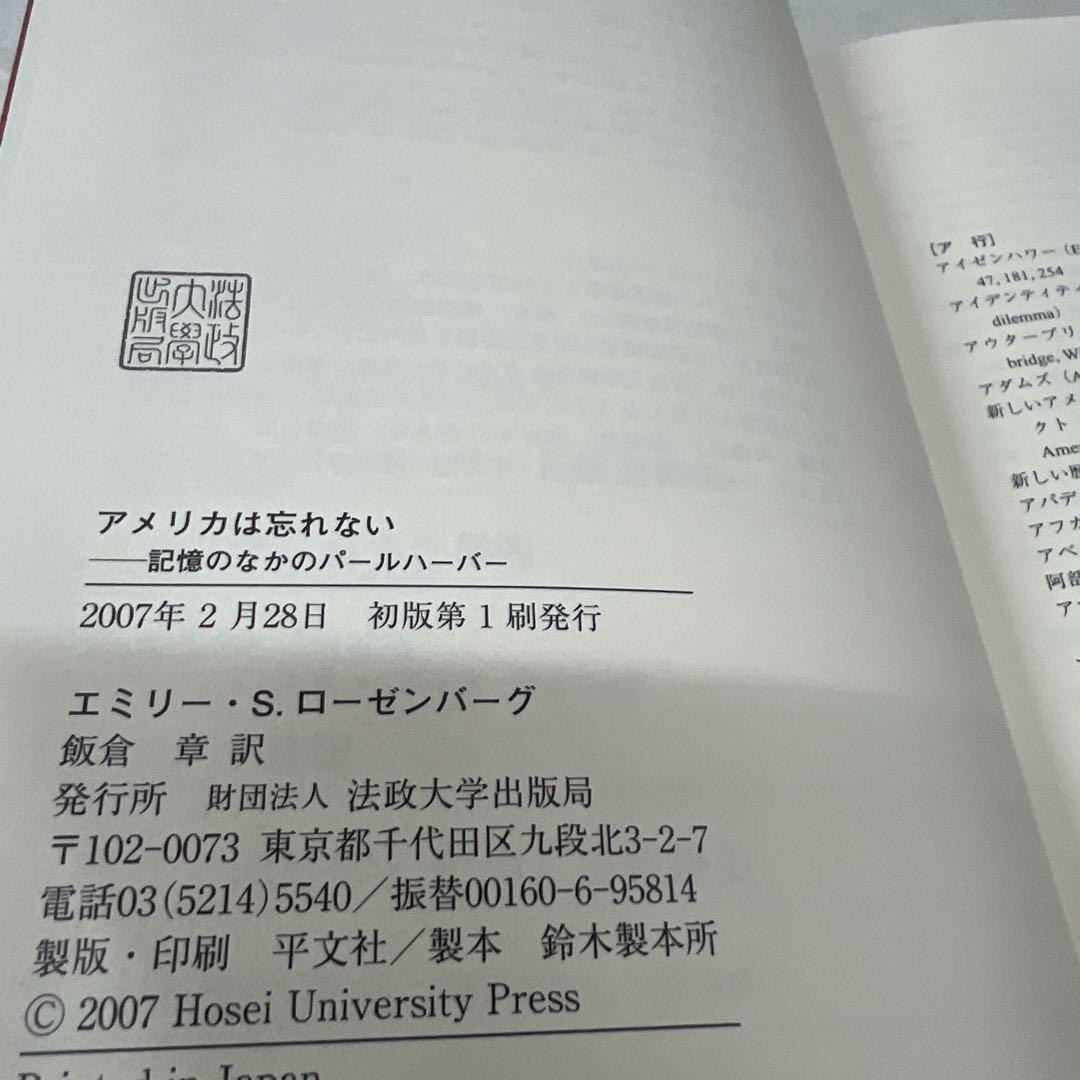 法政
大學
出版局
アメリカは忘れない
——記憶のなかのパールハーバー
2007年 2 月28日　初版第 1 刷発行
エミリー・S. ローゼンバーグ
飯倉　章 訳
発行所　財団法人 法政大学出版局
〒102-0073 東京都千代田区九段北3-2-7
電話03(5214)5540／振替00160-6-95814
製版・印刷　平文社／製本　鈴木製本所
© 2007 Hosei University Press
Printed in Japan
［ア　行］
アイゼンハワー（E
47, 181, 254
アイデンティティ
dilemma）
アウターブリ
bridge, W
アダムズ（A
新しいアメ
クト
Ame
新しい歴
アパデ
アフガ
アベ
阿部